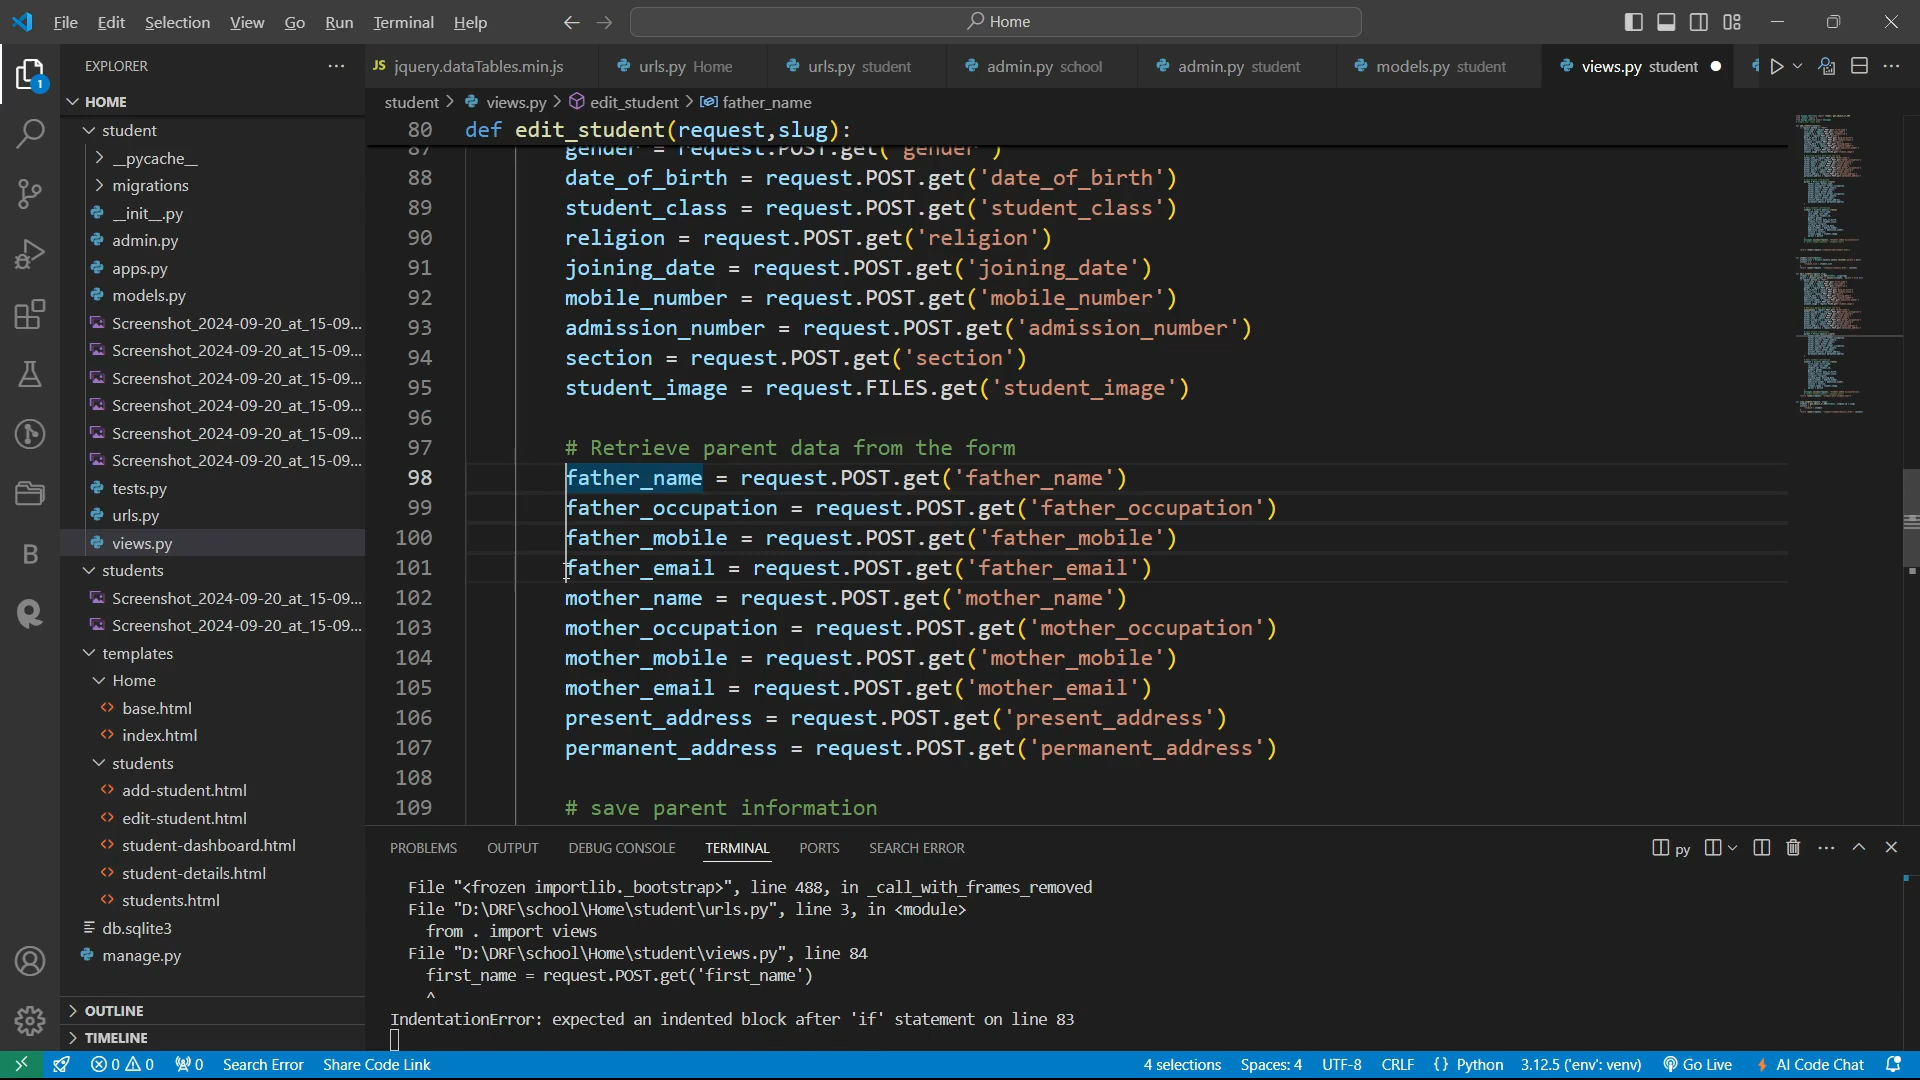 File Edit Selection View Go Run Terminal Help
Home
EXPLORER
jquery.dataTables.min.js
urls.py Home
urls.py student
admin.py school
admin.py student
models.py student
views.py student
HOME
student
__pycache__
migrations
__init__.py
admin.py
apps.py
models.py
Screenshot_2024-09-20_at_15-09...
Screenshot_2024-09-20_at_15-09...
Screenshot_2024-09-20_at_15-09...
Screenshot_2024-09-20_at_15-09...
Screenshot_2024-09-20_at_15-09...
Screenshot_2024-09-20_at_15-09...
tests.py
urls.py
views.py
students
Screenshot_2024-09-20_at_15-09...
Screenshot_2024-09-20_at_15-09...
templates
Home
base.html
index.html
students
add-student.html
edit-student.html
student-dashboard.html
student-details.html
students.html
db.sqlite3
manage.py
OUTLINE
TIMELINE
student > views.py > edit_student > father_name
80 def edit_student(request,slug):
87 gender = request.POST.get('gender')
88 date_of_birth = request.POST.get('date_of_birth')
89 student_class = request.POST.get('student_class')
90 religion = request.POST.get('religion')
91 joining_date = request.POST.get('joining_date')
92 mobile_number = request.POST.get('mobile_number')
93 admission_number = request.POST.get('admission_number')
94 section = request.POST.get('section')
95 student_image = request.FILES.get('student_image')
96
97 # Retrieve parent data from the form
98 father_name = request.POST.get('father_name')
99 father_occupation = request.POST.get('father_occupation')
100 father_mobile = request.POST.get('father_mobile')
101 father_email = request.POST.get('father_email')
102 mother_name = request.POST.get('mother_name')
103 mother_occupation = request.POST.get('mother_occupation')
104 mother_mobile = request.POST.get('mother_mobile')
105 mother_email = request.POST.get('mother_email')
106 present_address = request.POST.get('present_address')
107 permanent_address = request.POST.get('permanent_address')
108
109 # save parent information
PROBLEMS OUTPUT DEBUG CONSOLE TERMINAL PORTS SEARCH ERROR
py
File "<frozen importlib._bootstrap>", line 488, in _call_with_frames_removed
File "D:\DRF\school\Home\student\urls.py", line 3, in <module>
from . import views
File "D:\DRF\school\Home\student\views.py", line 84
first_name = request.POST.get('first_name')
^
IndentationError: expected an indented block after 'if' statement on line 83
0 0 0 Search Error Share Code Link
4 selections Spaces: 4 UTF-8 CRLF {} Python 3.12.5 ('env': venv) Go Live AI Code Chat